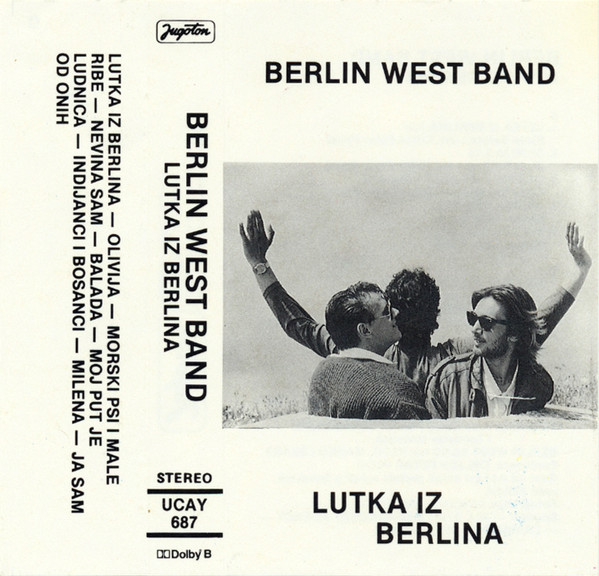 LUTKA IZ BERLINA — OLIVIJA — MORSKI PSI I MALE
RIBE — NEVINA SAM — BALADA — MOJ PUT JE
LUDNICA — INDIJANCI I BOSANCI — MILENA — JA SAM
OD ONIH
Jugoton
BERLIN WEST BAND
LUTKA IZ BERLINA
STEREO
UCAY
687
Dolby B
BERLIN WEST BAND
LUTKA IZ
BERLINA